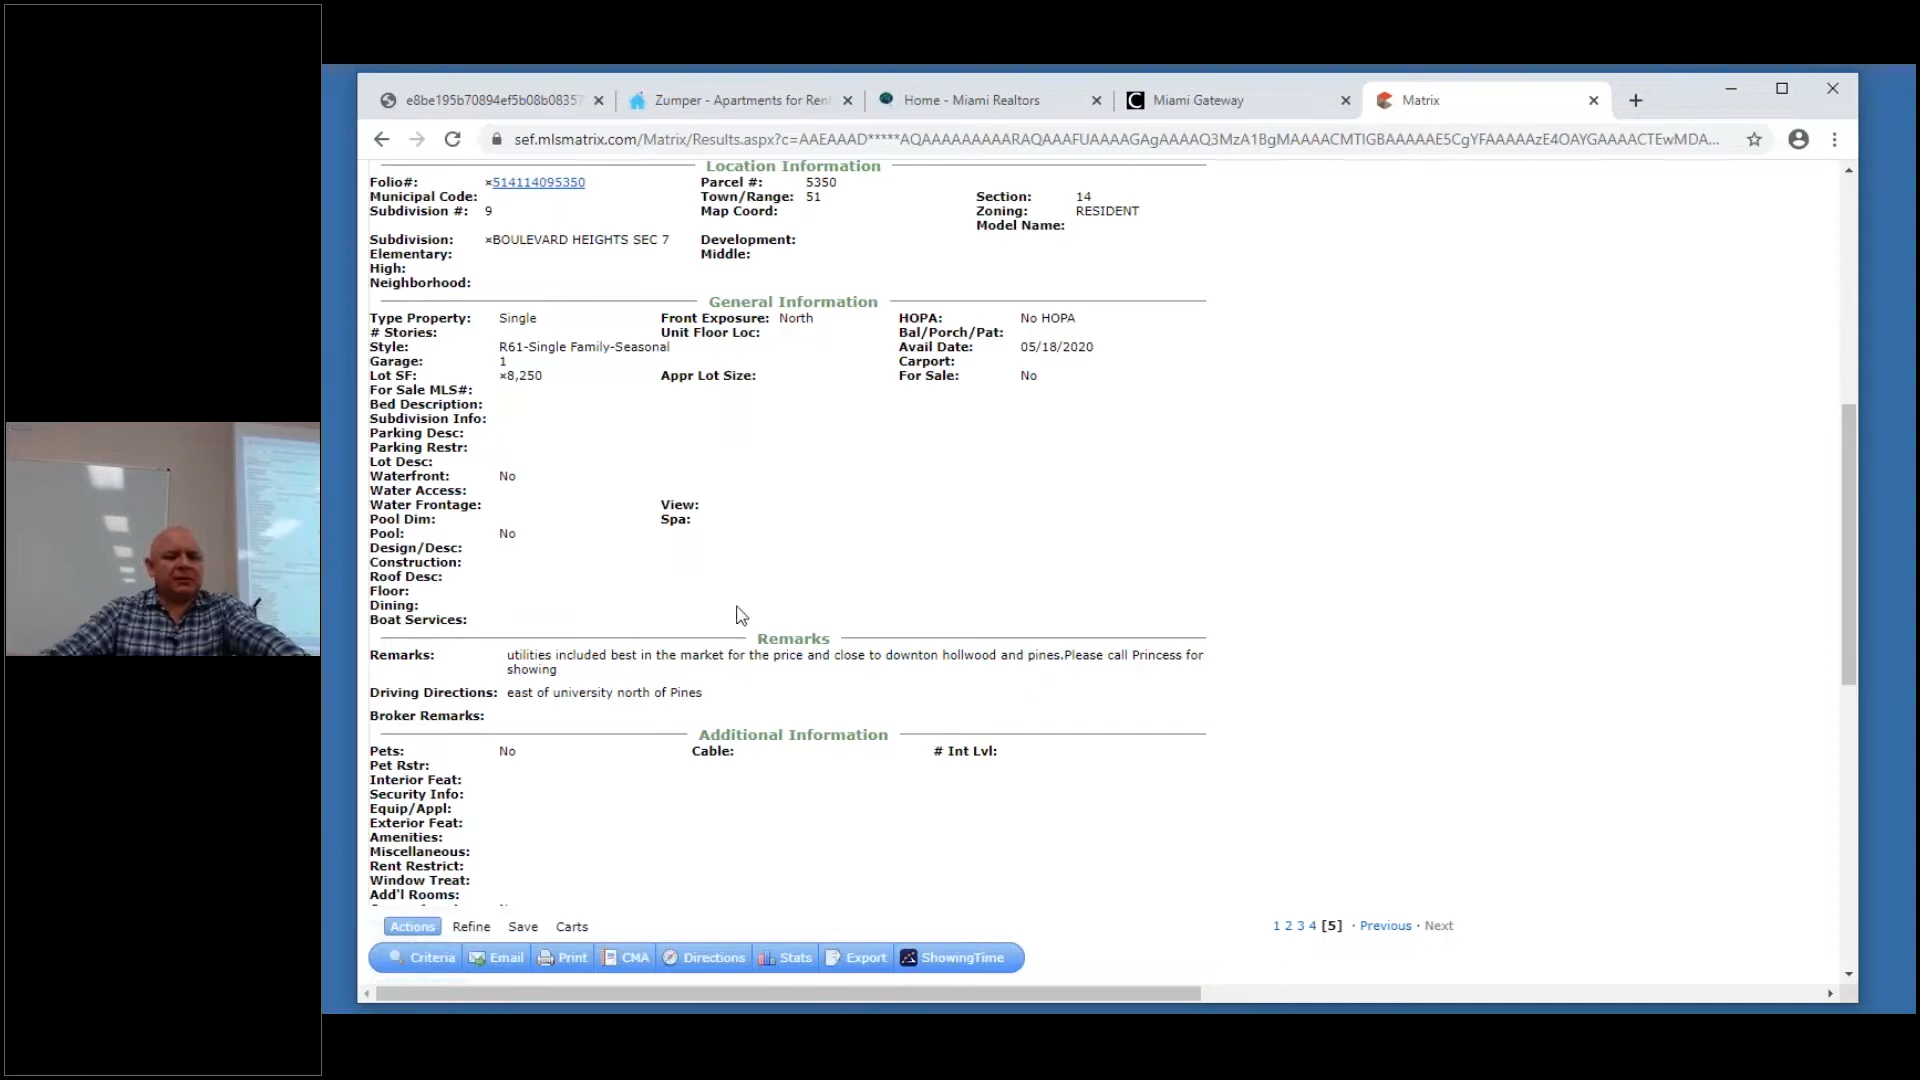 e8be195b70894ef5b08b08357 Zumper - Apartments for Ren Home - Miami Realtors Miami Gateway Matrix
sef.mlsmatrix.com/Matrix/Results.aspx?c=AAEAAAD*****AQAAAAAAAAARAQAAAFUAAAAGAgAAAAQ3MzA1BgMAAAACMTIGBAAAAAE5CgYFAAAAAzE4OAYGAAAACTEwMDA...
Location Information
Folio#: ×514114095350 Parcel #: 5350
Municipal Code: Town/Range: 51 Section: 14
Subdivision #: 9 Map Coord: Zoning: RESIDENT
Model Name:
Subdivision: ×BOULEVARD HEIGHTS SEC 7 Development:
Elementary: Middle:
High:
Neighborhood:
General Information
Type Property: Single Front Exposure: North HOPA: No HOPA
# Stories: Unit Floor Loc: Bal/Porch/Pat:
Style: R61-Single Family-Seasonal Avail Date: 05/18/2020
Garage: 1 Carport:
Lot SF: ×8,250 Appr Lot Size: For Sale: No
For Sale MLS#:
Bed Description:
Subdivision Info:
Parking Desc:
Parking Restr:
Lot Desc:
Waterfront: No
Water Access:
Water Frontage: View:
Pool Dim: Spa:
Pool: No
Design/Desc:
Construction:
Roof Desc:
Floor:
Dining:
Boat Services:
Remarks
Remarks: utilities included best in the market for the price and close to downton hollwood and pines.Please call Princess for
showing
Driving Directions: east of university north of Pines
Broker Remarks:
Additional Information
Pets: No Cable: # Int Lvl:
Pet Rstr:
Interior Feat:
Security Info:
Equip/Appl:
Exterior Feat:
Amenities:
Miscellaneous:
Rent Restrict:
Window Treat:
Add'l Rooms:
Actions Refine Save Carts 1 2 3 4 [5] · Previous · Next
Criteria Email Print CMA Directions Stats Export ShowingTime